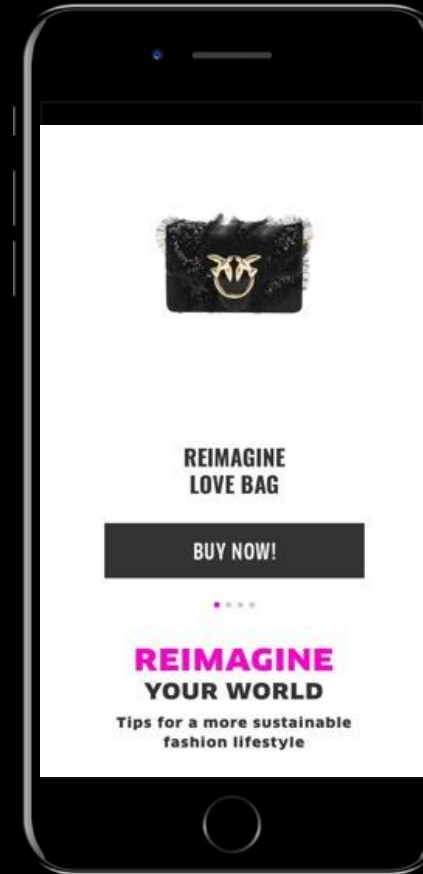 REIMAGINE
LOVE BAG
BUY NOW!
REIMAGINE
YOUR WORLD
Tips for a more sustainable
fashion lifestyle